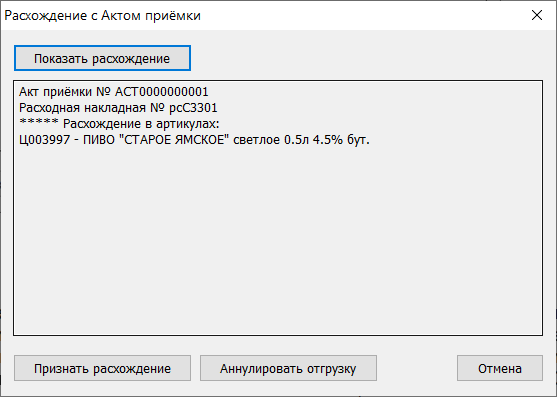 Расхождение с Актом приёмки
Показать расхождение
Акт приёмки № АСТ0000000001
Расходная накладная № рсС3301
***** Расхождение в артикулах:
Ц003997 - ПИВО "СТАРОЕ ЯМСКОЕ" светлое 0.5л 4.5% бут.
Признать расхождение
Аннулировать отгрузку
Отмена